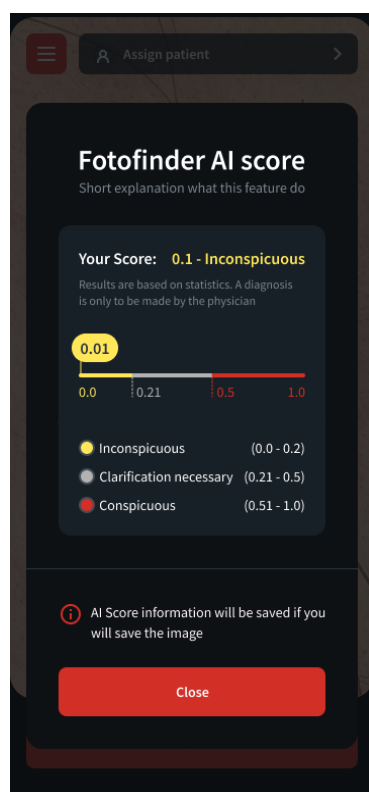 Assign patient
Fotofinder AI score
Short explanation what this feature do
Your Score: 0.1 - Inconspicuous
Results are based on statistics. A diagnosis
is only to be made by the physician
0.01
0.0 0.21 0.5 1.0
Inconspicuous (0.0 - 0.2)
Clarification necessary (0.21 - 0.5)
Conspicuous (0.51 - 1.0)
AI Score information will be saved if you
will save the image
Close